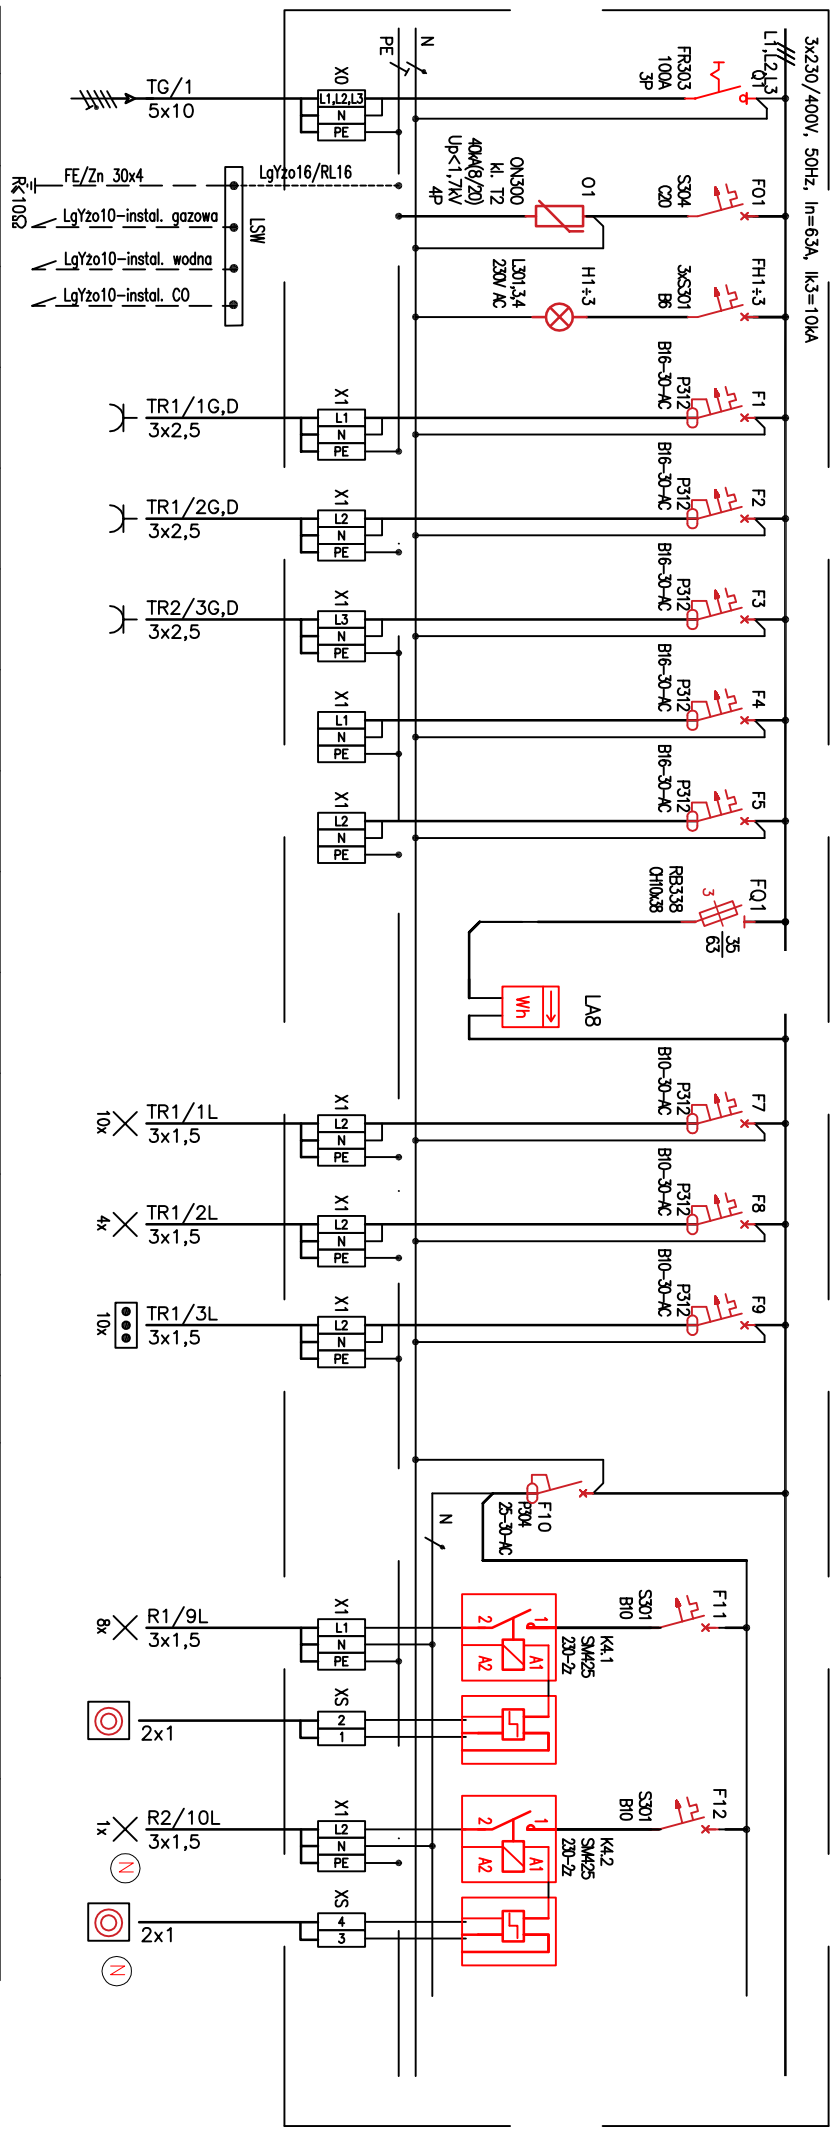 3x230/400V, 50Hz, In=63A, Ik3=10kA
L1,L2,L3
Q1
FR303
100A
3P
N
PE
X0
L1,L2,L3
N
PE
TG/1
5x10
FO1
S304
C20
O1
ON300
kl. T2
40kA(8/20)
Up<1,7kV
4P
LgYżo16/RL16
FE/Zn 30x4
R<10Ω
LgYżo10-instal. gazowa
LgYżo10-instal. wodna
LgYżo10-instal. CO
LSW
FH1÷3
3xS301
B6
H1÷3
L301,3,4
230V AC
F1
P312
B16-30-AC
X1
L1
N
PE
TR1/1G,D
3x2,5
F2
P312
B16-30-AC
X1
L2
N
PE
TR1/2G,D
3x2,5
F3
P312
B16-30-AC
X1
L3
N
PE
TR2/3G,D
3x2,5
F4
P312
B16-30-AC
X1
L1
N
PE
F5
P312
B16-30-AC
X1
L2
N
PE
FQ1
35
63
3
RB338
CH10x38
LA8
Wh
F7
P312
B10-30-AC
X1
L2
N
PE
TR1/1L
3x1,5
10x
F8
P312
B10-30-AC
X1
L2
N
PE
TR1/2L
3x1,5
4x
F9
P312
B10-30-AC
X1
L2
N
PE
TR1/3L
3x1,5
10x
F10
P304
25-30-AC
N
F11
S301
B10
K4.1
SM425
230-2z
1
2
A1
A2
X1
L1
N
PE
R1/9L
3x1,5
8x
XS
2
1
2x1
F12
S301
B10
K4.2
SM425
230-2z
1
2
A1
A2
X1
L2
N
PE
R2/10L
3x1,5
1x
N
XS
4
3
2x1
N